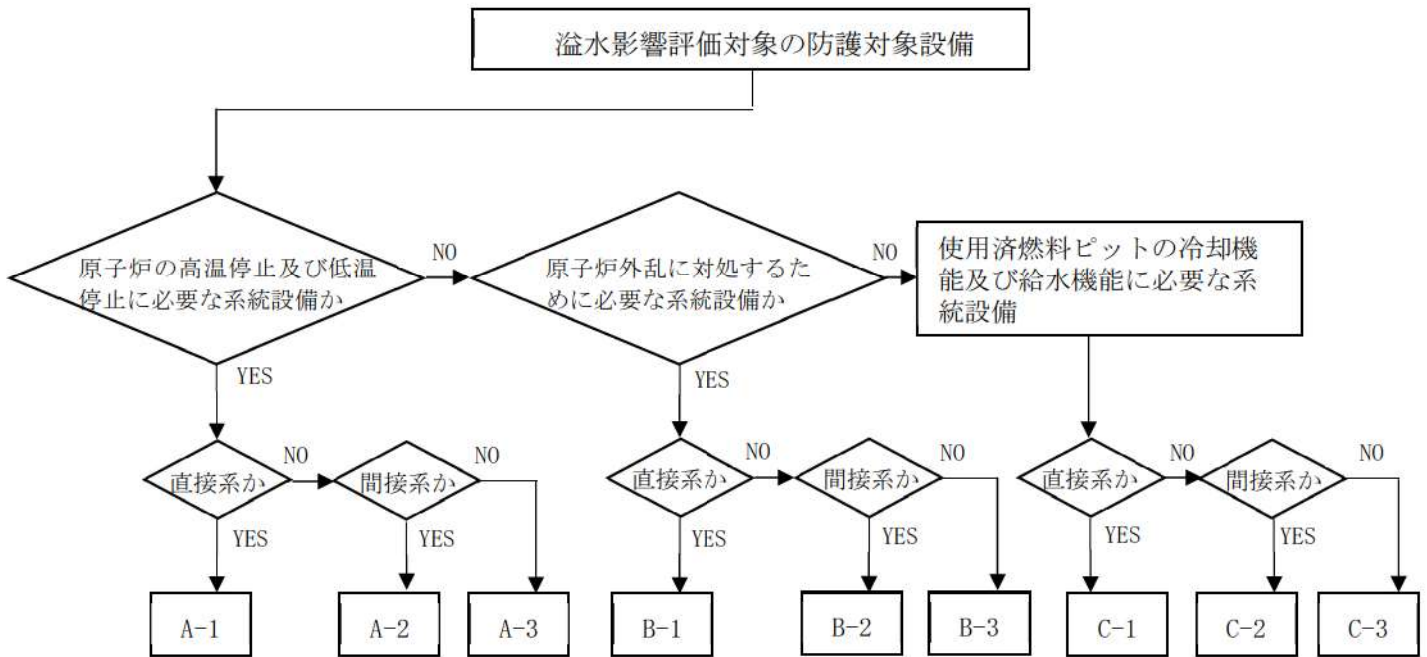 溢水影響評価対象の防護対象設備
原子炉の高温停止及び低温
停止に必要な系統設備か
NO
原子炉外乱に対処するた
めに必要な系統設備か
NO
使用済燃料ピットの冷却機
能及び給水機能に必要な系
統設備
YES
YES
直接系か
NO
間接系か
NO
直接系か
NO
間接系か
NO
直接系か
NO
間接系か
NO
YES
YES
YES
YES
YES
YES
A-1
A-2
A-3
B-1
B-2
B-3
C-1
C-2
C-3